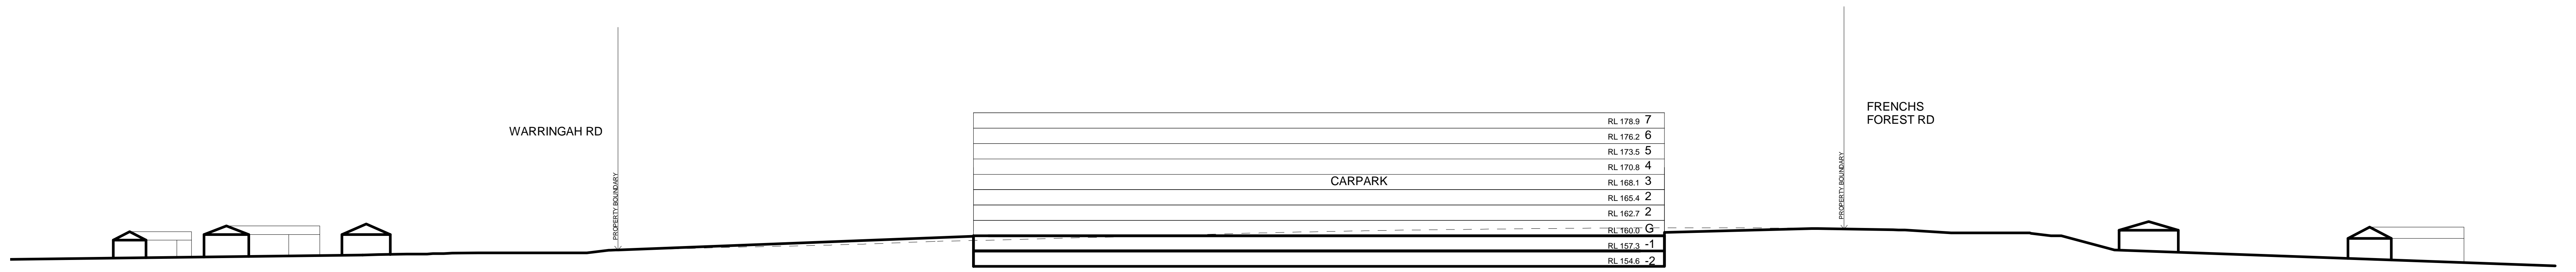 WARRINGAH RD
PROPERTY BOUNDARY
CARPARK
RL 178.9 7
RL 176.2 6
RL 173.5 5
RL 170.8 4
RL 168.1 3
RL 165.4 2
RL 162.7 2
RL 160.0 G
RL 157.3 -1
RL 154.6 -2
PROPERTY BOUNDARY
FRENCHS
FOREST RD